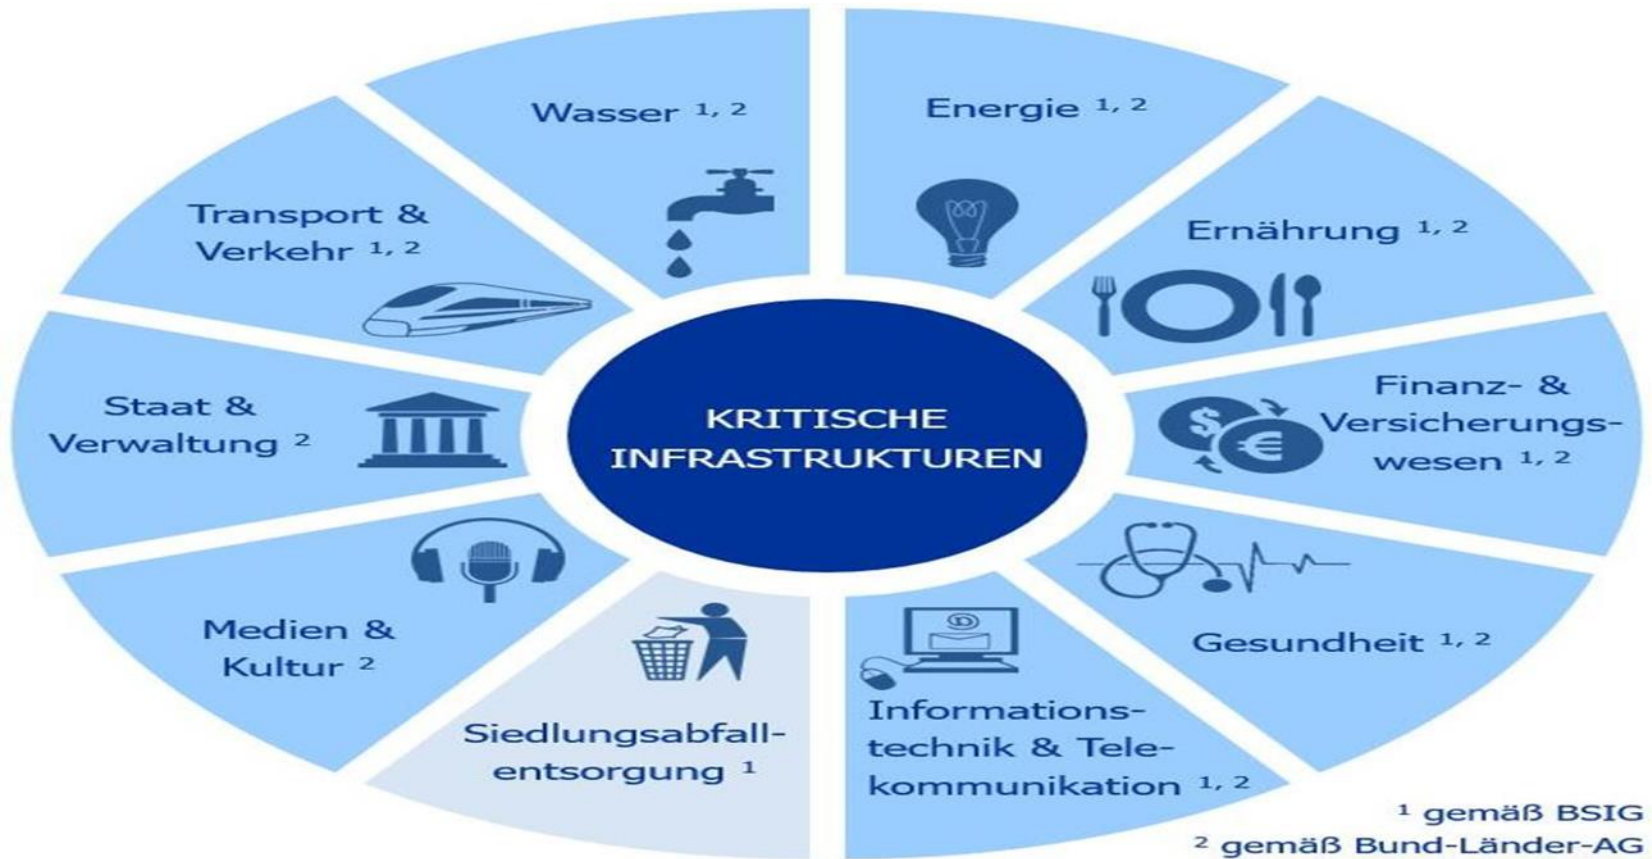 Wasser ¹, ²
Energie ¹, ²
Ernährung ¹, ²
Finanz- &
Versicherungs-
wesen ¹, ²
Gesundheit ¹, ²
Informations-
technik & Tele-
kommunikation ¹, ²
Siedlungsabfall-
entsorgung ¹
Medien &
Kultur ²
Staat &
Verwaltung ²
Transport &
Verkehr ¹, ²
KRITISCHE
INFRASTRUKTUREN
$
€
¹ gemäß BSIG
² gemäß Bund-Länder-AG